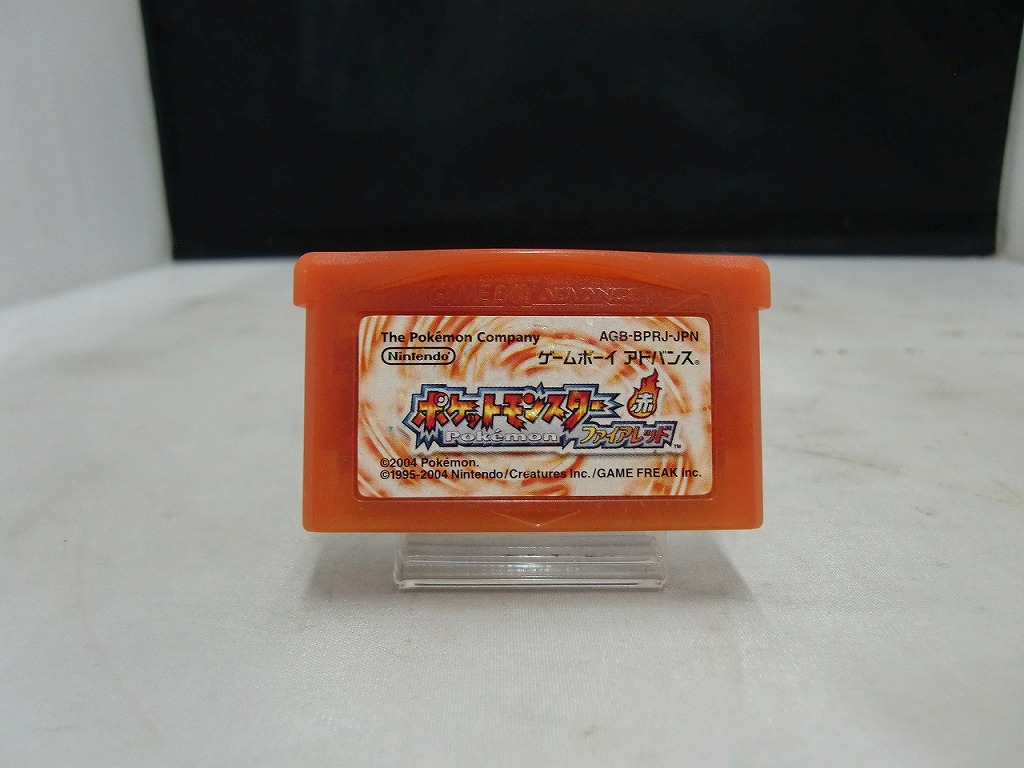 GAME BOY ADVANCE
The Pokémon Company AGB-BPRJ-JPN
Nintendo® ゲームボーイ アドバンス®
ポケットモンスター 赤
Pokémon ファイアレッド™
©2004 Pokémon.
©1995-2004 Nintendo/Creatures Inc./GAME FREAK inc.